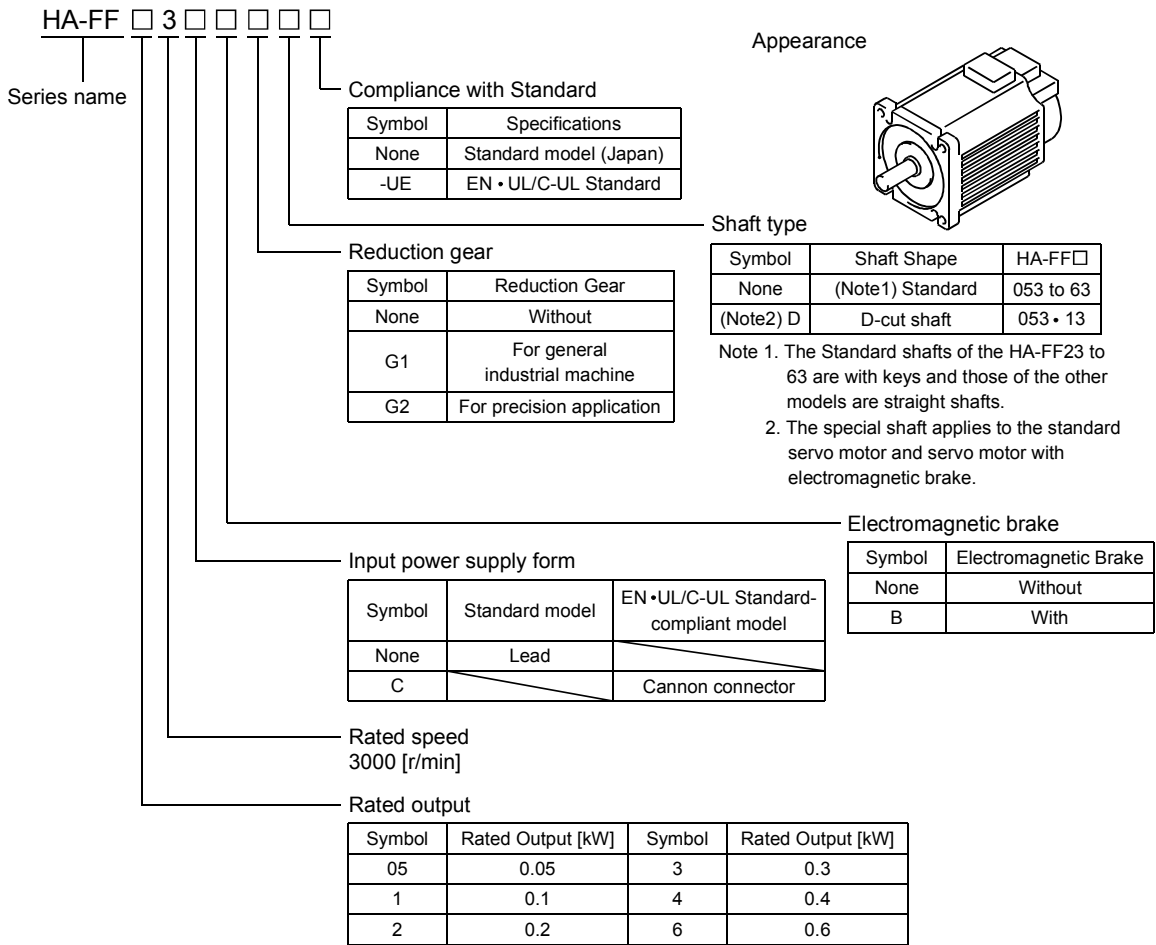 HA-FF □ 3 □ □ □ □ □
Series name
Appearance
Compliance with Standard
Symbol Specifications
None Standard model (Japan)
-UE EN • UL/C-UL Standard
Shaft type
Symbol Shaft Shape HA-FF□
None (Note1) Standard 053 to 63
(Note2) D D-cut shaft 053 • 13
Note 1. The Standard shafts of the HA-FF23 to
63 are with keys and those of the other
models are straight shafts.
2. The special shaft applies to the standard
servo motor and servo motor with
electromagnetic brake.
Reduction gear
Symbol Reduction Gear
None Without
G1 For general
industrial machine
G2 For precision application
Electromagnetic brake
Symbol Electromagnetic Brake
None Without
B With
Input power supply form
Symbol Standard model EN •UL/C-UL Standard-
compliant model
None Lead
C Cannon connector
Rated speed
3000 [r/min]
Rated output
Symbol Rated Output [kW] Symbol Rated Output [kW]
05 0.05 3 0.3
1 0.1 4 0.4
2 0.2 6 0.6